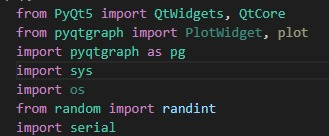 from PyQt5 import QtWidgets, QtCore
from pyqtgraph import PlotWidget, plot
import pyqtgraph as pg
import sys
import os
from random import randint
import serial